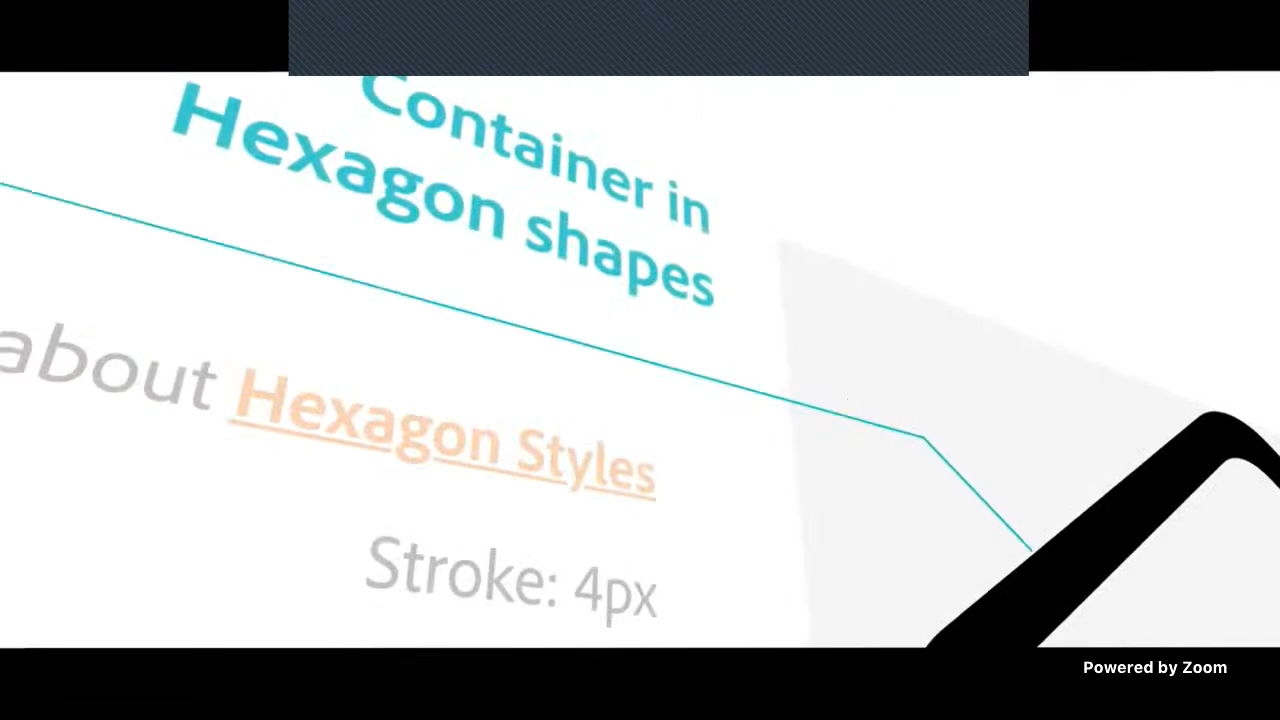 Container in
Hexagon shapes
about Hexagon Styles
Stroke: 4px
Powered by Zoom